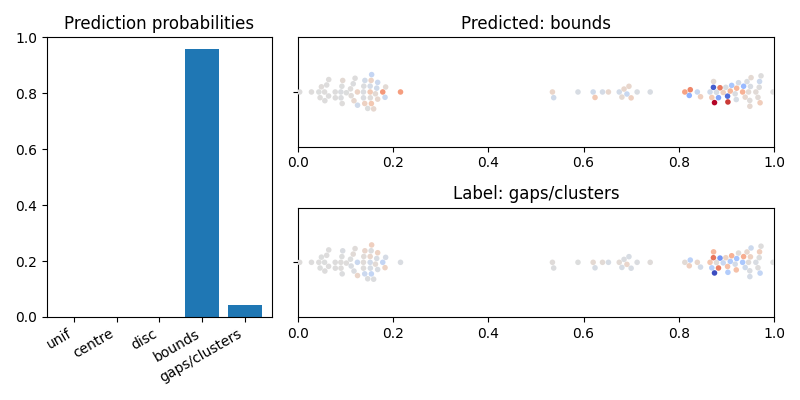 Prediction probabilities
1.0
0.8
0.6
0.4
0.2
0.0
unif
centre
disc
bounds
gaps/clusters
Predicted: bounds
0.0 0.2 0.4 0.6 0.8 1.0
Label: gaps/clusters
0.0 0.2 0.4 0.6 0.8 1.0